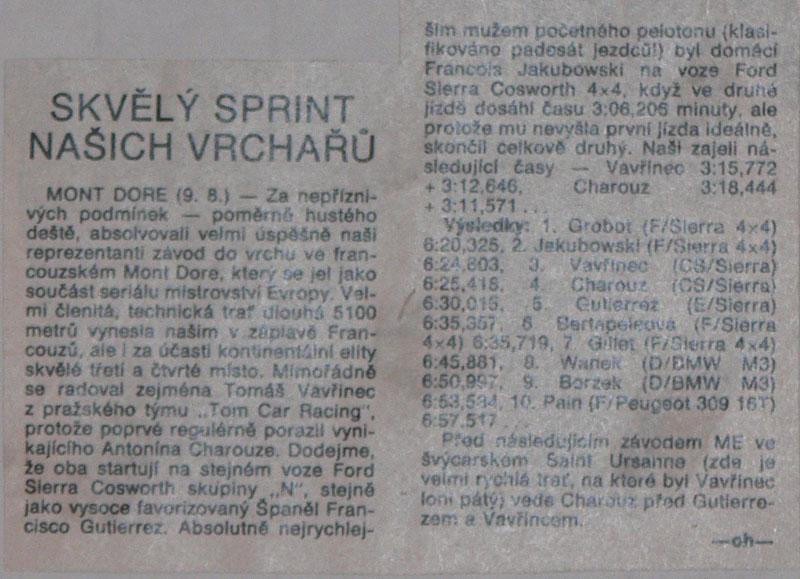 SKVĚLÝ SPRINT
NAŠICH VRCHAŘŮ
MONT DORE (9. 8.) — Za nepřízni-
vých podmínek — poměrně hustého
deště, absolvovali velmi úspěšně naši
reprezentanti závod do vrchu ve fran-
couzském Mont Dore, který se jel jako
součást seriálu mistrovství Evropy. Vel-
mi členitá, technická trať dlouhá 5100
metrů vynesla našim v záplavě Fran-
couzů, ale i za účasti kontinentální elity
skvělé třetí a čtvrté místo. Mimořádně
se radoval zejména Tomáš Vavřinec
z pražského týmu „Tom Car Racing",
protože poprvé regulérně porazil vyni-
kajícího Antonína Charouze. Dodejme,
že oba startují na stejném voze Ford
Sierra Cosworth skupiny „N", stejně
jako vysoce favorizovaný Španěl Fran-
cisco Gutierrez. Absolutně nejrychlej-
ším mužem početného pelotonu (klasi-
fikováno padesát jezdců!) byl domácí
Francois Jakubowski na voze Ford
Sierra Cosworth 4×4, když ve druhé
jízdě dosáhl času 3:06,206 minuty, ale
protože mu nevyšla první jízda ideálně,
skončil celkově druhý. Naši zajeli ná-
sledující časy — Vavřinec 3:15,772
+ 3:12,646, Charouz 3:18,444
+ 3:11,571 ...
Výsledky: 1. Grobot (F/Sierra 4×4)
6:20,325, 2. Jakubowski (F/Sierra 4×4)
6:24,803, 3. Vavřinec (CS/Sierra)
6:25,418, 4. Charouz (CS/Sierra)
6:30,015, 5. Gutierrez (E/Sierra)
6:35,357, 6. (F/Sierra
4×4) 6:35,719, 7. Gillet (F/Sierra 4×4)
6:45,881, 8. Wanek (D/BMW M3)
6:50,997, 9. Borzek (D/BMW M3)
6:53,534, 10. Pain (F/Peugeot 309 16T)
6:57,517 ...
Před následujícím závodem ME ve
švýcarském Saint Ursanne (zde je
velmi rychlá trať, na které byl Vavřinec
loni pátý) vede Charouz před Gutierre-
zem a Vavřincem.
—oh—